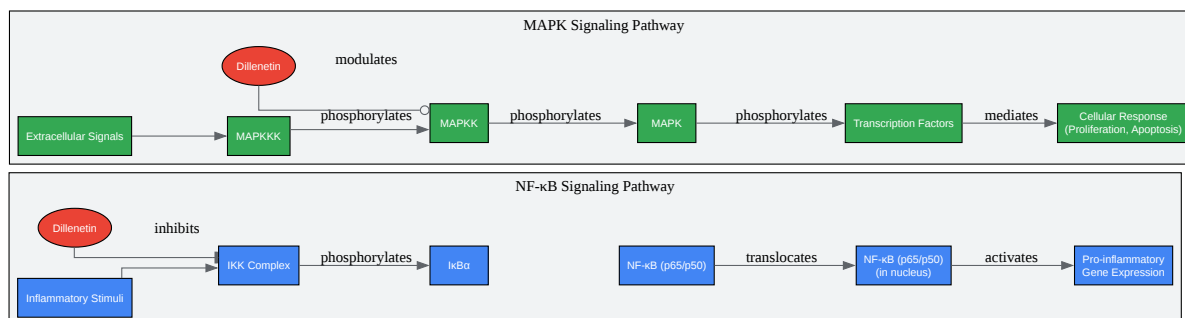 MAPK Signaling Pathway
Dillenetin
modulates
Extracellular Signals
MAPKKK
phosphorylates
MAPKK
phosphorylates
MAPK
phosphorylates
Transcription Factors
mediates
Cellular Response
(Proliferation, Apoptosis)
NF-κB Signaling Pathway
Dillenetin
inhibits
Inflammatory Stimuli
IKK Complex
phosphorylates
IκBα
NF-κB (p65/p50)
translocates
NF-κB (p65/p50)
(in nucleus)
activates
Pro-inflammatory
Gene Expression